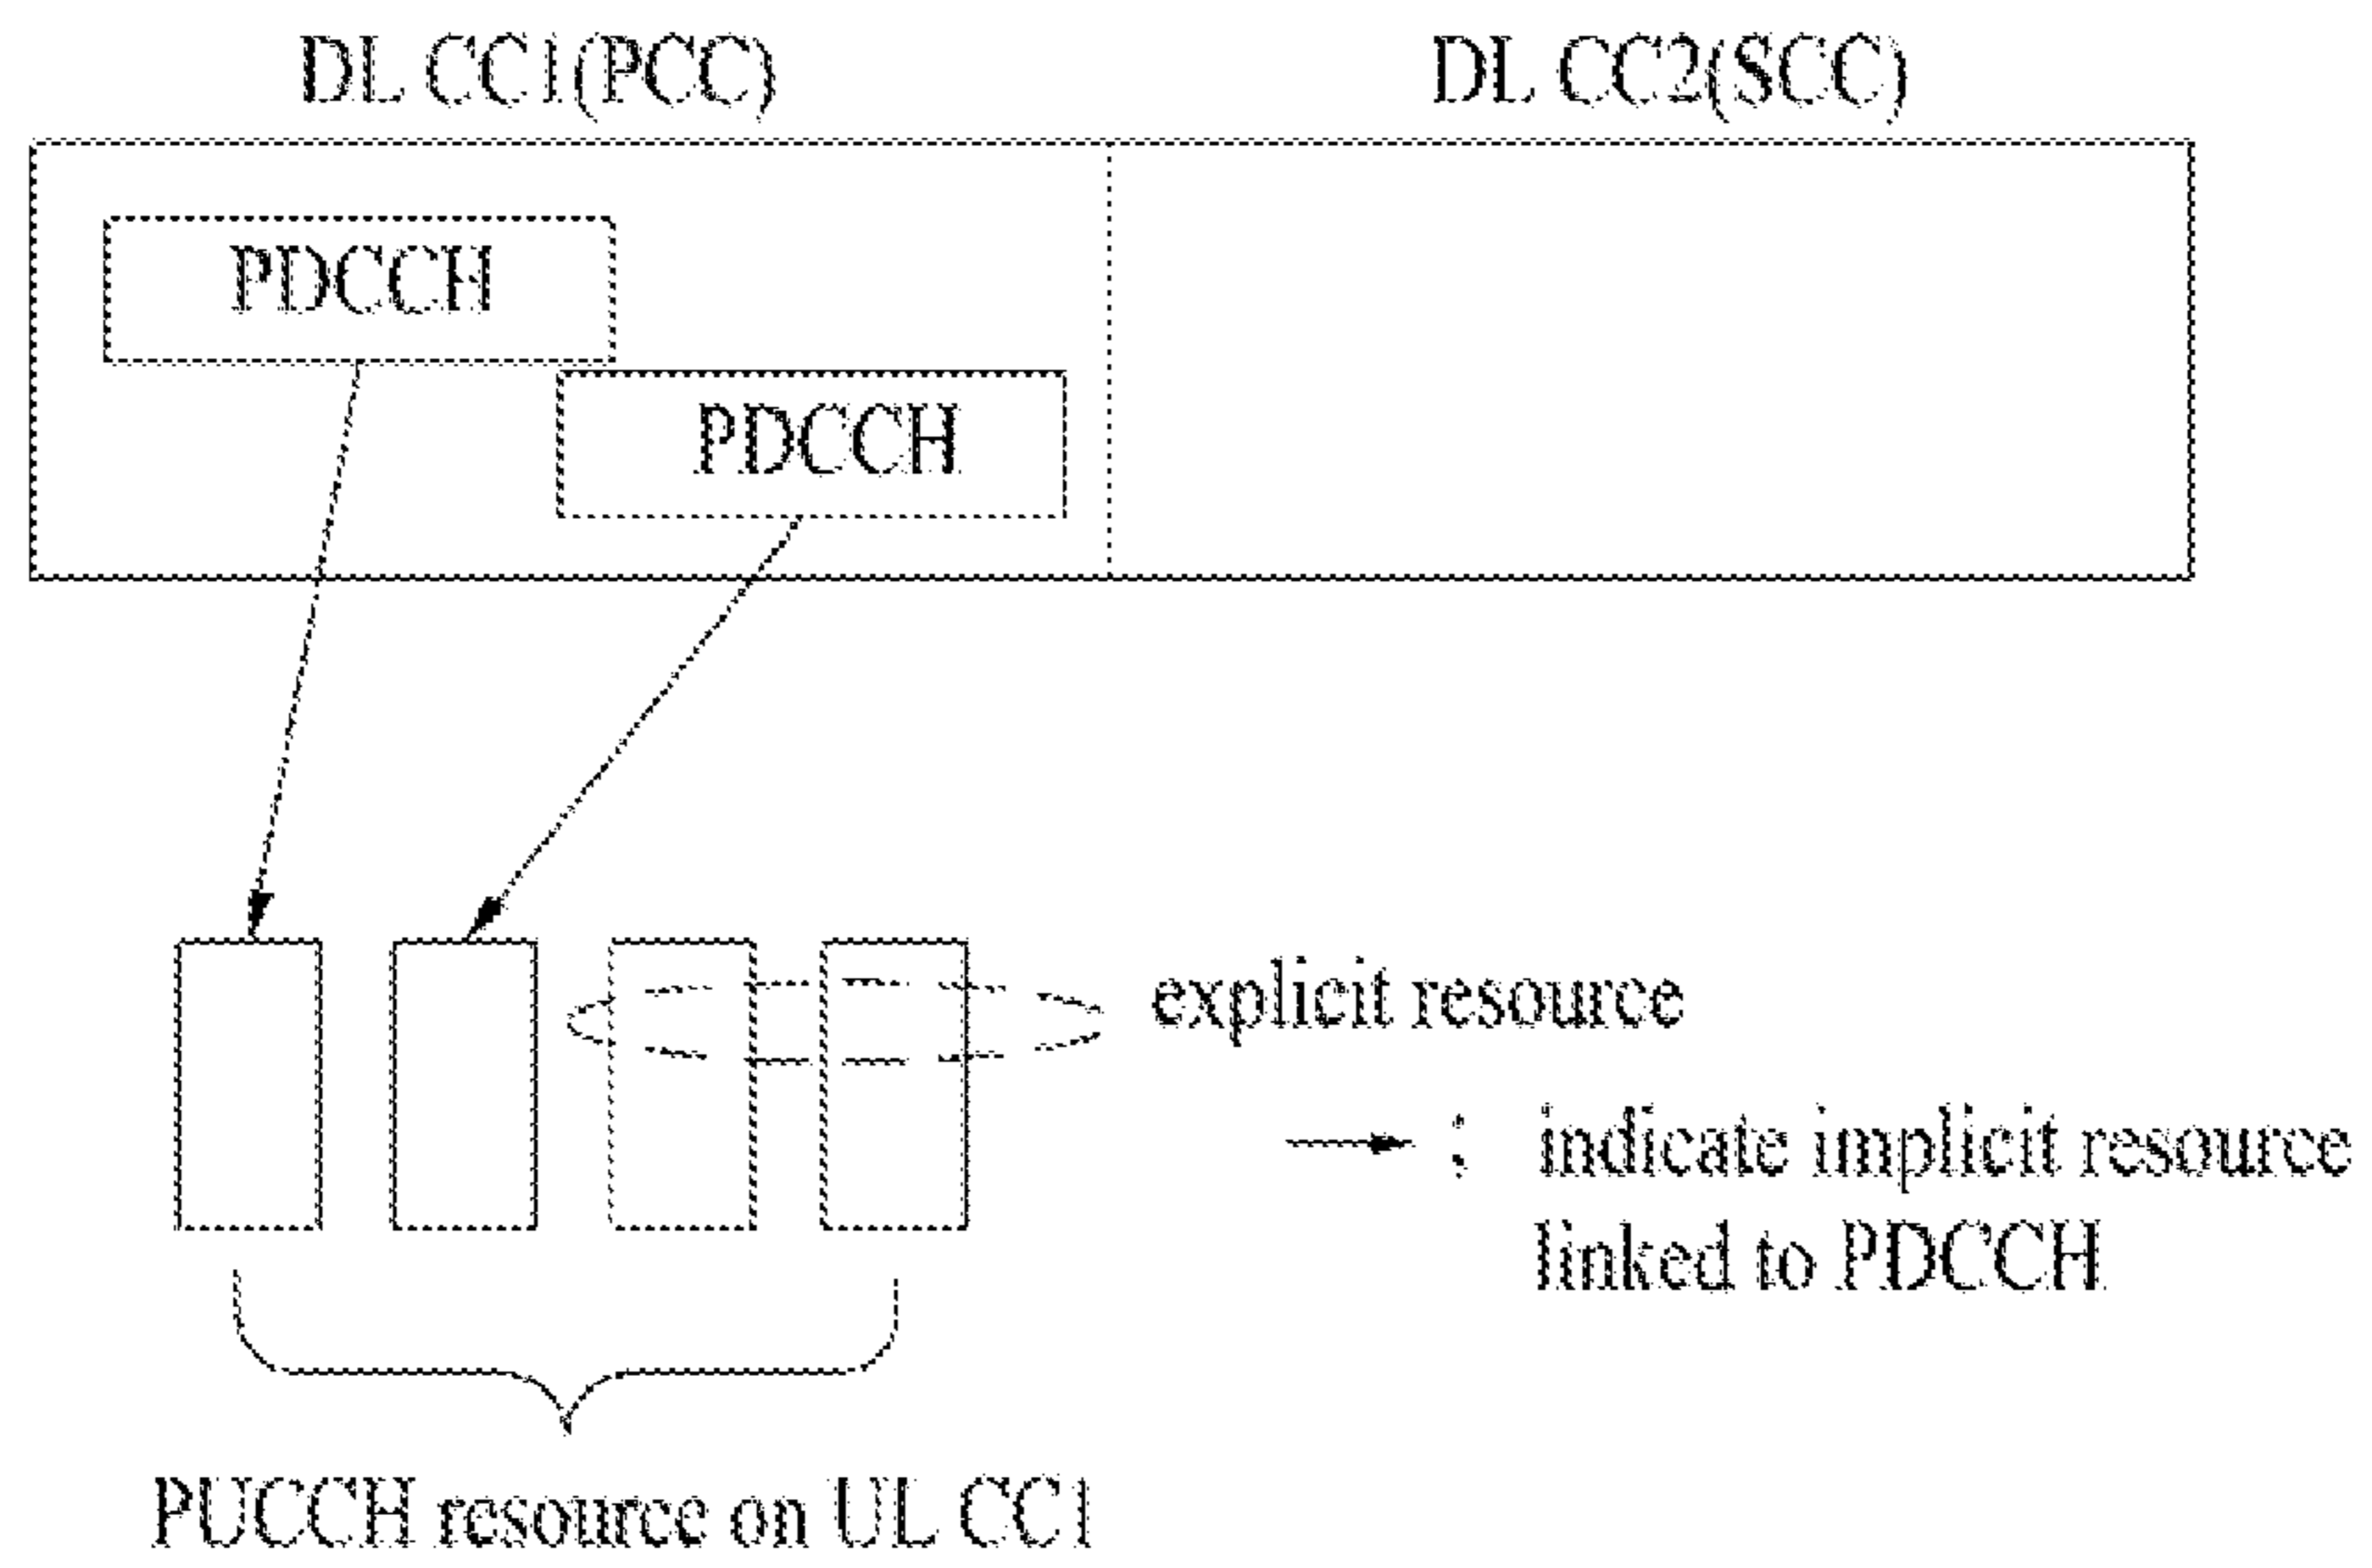 DL CC1(PCC)
DL CC2(SCC)
PDCCH
PDCCH
explicit resource
: indicate implicit resource
linked to PDCCH
PUCCH resource on UL CC1